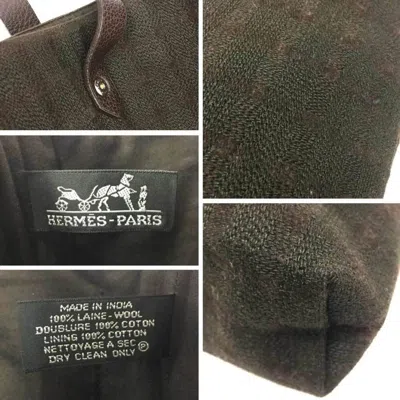 HERMÈS-PARIS
MADE IN INDIA
100% LAINE-WOOL
DOUBLURE 100% COTON
LINING 100% COTTON
NETTOYAGE A SEC
DRY CLEAN ONLY Ⓟ